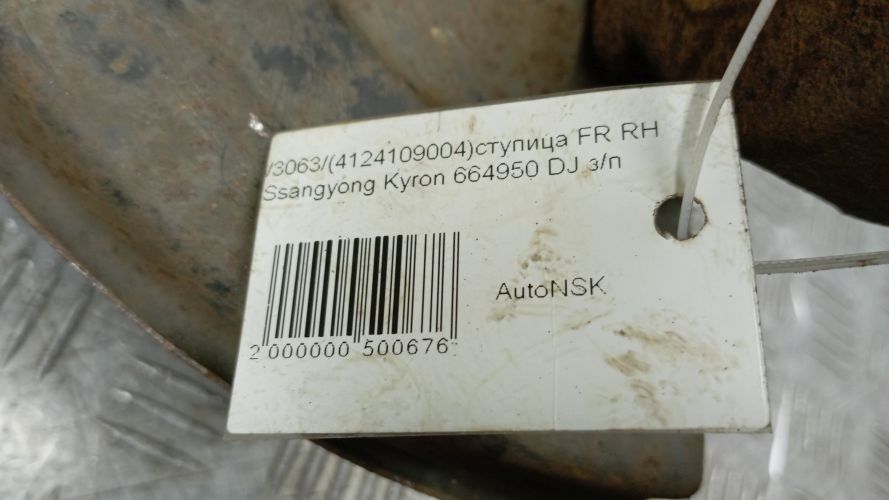 /3063/(4124109004)ступица FR RH
Ssangyong Kyron 664950 DJ з/п
AutoNSK
2 000000 500676